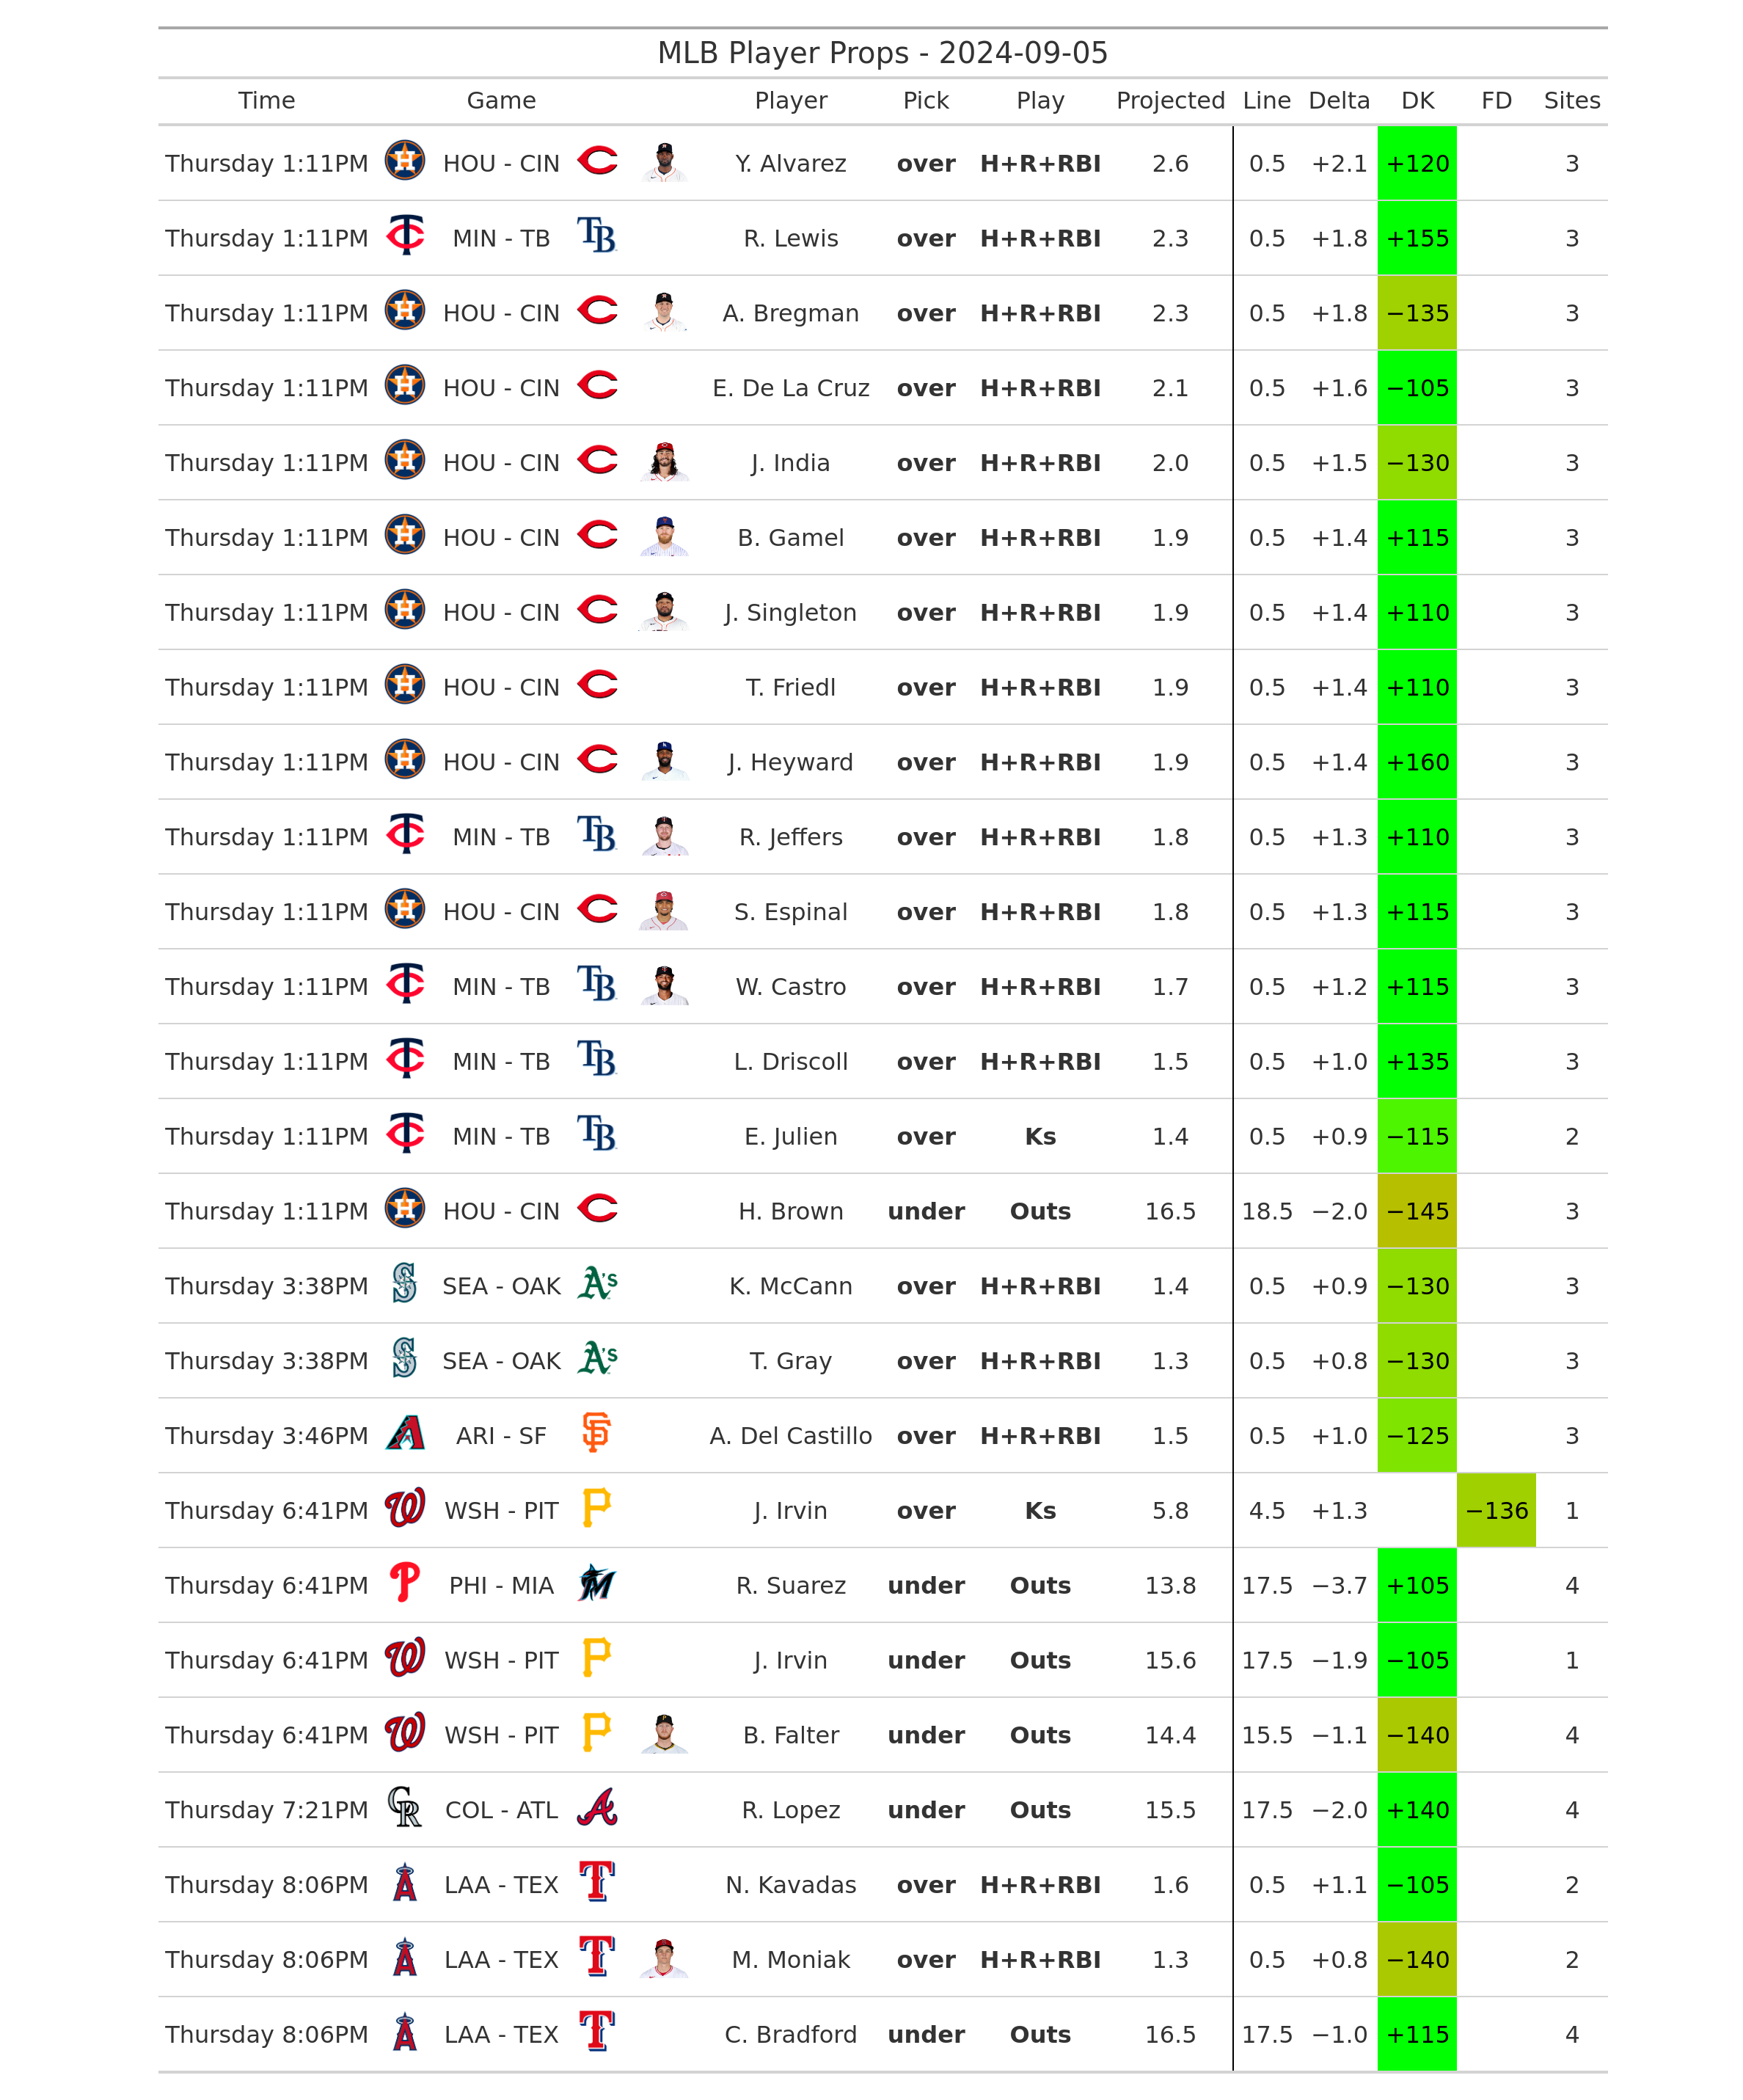 MLB Player Props - 2024-09-05
Time Game Player Pick Play Projected Line Delta DK FD Sites
Thursday 1:11PM HOU - CIN Y. Alvarez over H+R+RBI 2.6 0.5 +2.1 +120 3
Thursday 1:11PM MIN - TB R. Lewis over H+R+RBI 2.3 0.5 +1.8 +155 3
Thursday 1:11PM HOU - CIN A. Bregman over H+R+RBI 2.3 0.5 +1.8 −135 3
Thursday 1:11PM HOU - CIN E. De La Cruz over H+R+RBI 2.1 0.5 +1.6 −105 3
Thursday 1:11PM HOU - CIN J. India over H+R+RBI 2.0 0.5 +1.5 −130 3
Thursday 1:11PM HOU - CIN B. Gamel over H+R+RBI 1.9 0.5 +1.4 +115 3
Thursday 1:11PM HOU - CIN J. Singleton over H+R+RBI 1.9 0.5 +1.4 +110 3
Thursday 1:11PM HOU - CIN T. Friedl over H+R+RBI 1.9 0.5 +1.4 +110 3
Thursday 1:11PM HOU - CIN J. Heyward over H+R+RBI 1.9 0.5 +1.4 +160 3
Thursday 1:11PM MIN - TB R. Jeffers over H+R+RBI 1.8 0.5 +1.3 +110 3
Thursday 1:11PM HOU - CIN S. Espinal over H+R+RBI 1.8 0.5 +1.3 +115 3
Thursday 1:11PM MIN - TB W. Castro over H+R+RBI 1.7 0.5 +1.2 +115 3
Thursday 1:11PM MIN - TB L. Driscoll over H+R+RBI 1.5 0.5 +1.0 +135 3
Thursday 1:11PM MIN - TB E. Julien over Ks 1.4 0.5 +0.9 −115 2
Thursday 1:11PM HOU - CIN H. Brown under Outs 16.5 18.5 −2.0 −145 3
Thursday 3:38PM SEA - OAK K. McCann over H+R+RBI 1.4 0.5 +0.9 −130 3
Thursday 3:38PM SEA - OAK T. Gray over H+R+RBI 1.3 0.5 +0.8 −130 3
Thursday 3:46PM ARI - SF A. Del Castillo over H+R+RBI 1.5 0.5 +1.0 −125 3
Thursday 6:41PM WSH - PIT J. Irvin over Ks 5.8 4.5 +1.3 −136 1
Thursday 6:41PM PHI - MIA R. Suarez under Outs 13.8 17.5 −3.7 +105 4
Thursday 6:41PM WSH - PIT J. Irvin under Outs 15.6 17.5 −1.9 −105 1
Thursday 6:41PM WSH - PIT B. Falter under Outs 14.4 15.5 −1.1 −140 4
Thursday 7:21PM COL - ATL R. Lopez under Outs 15.5 17.5 −2.0 +140 4
Thursday 8:06PM LAA - TEX N. Kavadas over H+R+RBI 1.6 0.5 +1.1 −105 2
Thursday 8:06PM LAA - TEX M. Moniak over H+R+RBI 1.3 0.5 +0.8 −140 2
Thursday 8:06PM LAA - TEX C. Bradford under Outs 16.5 17.5 −1.0 +115 4